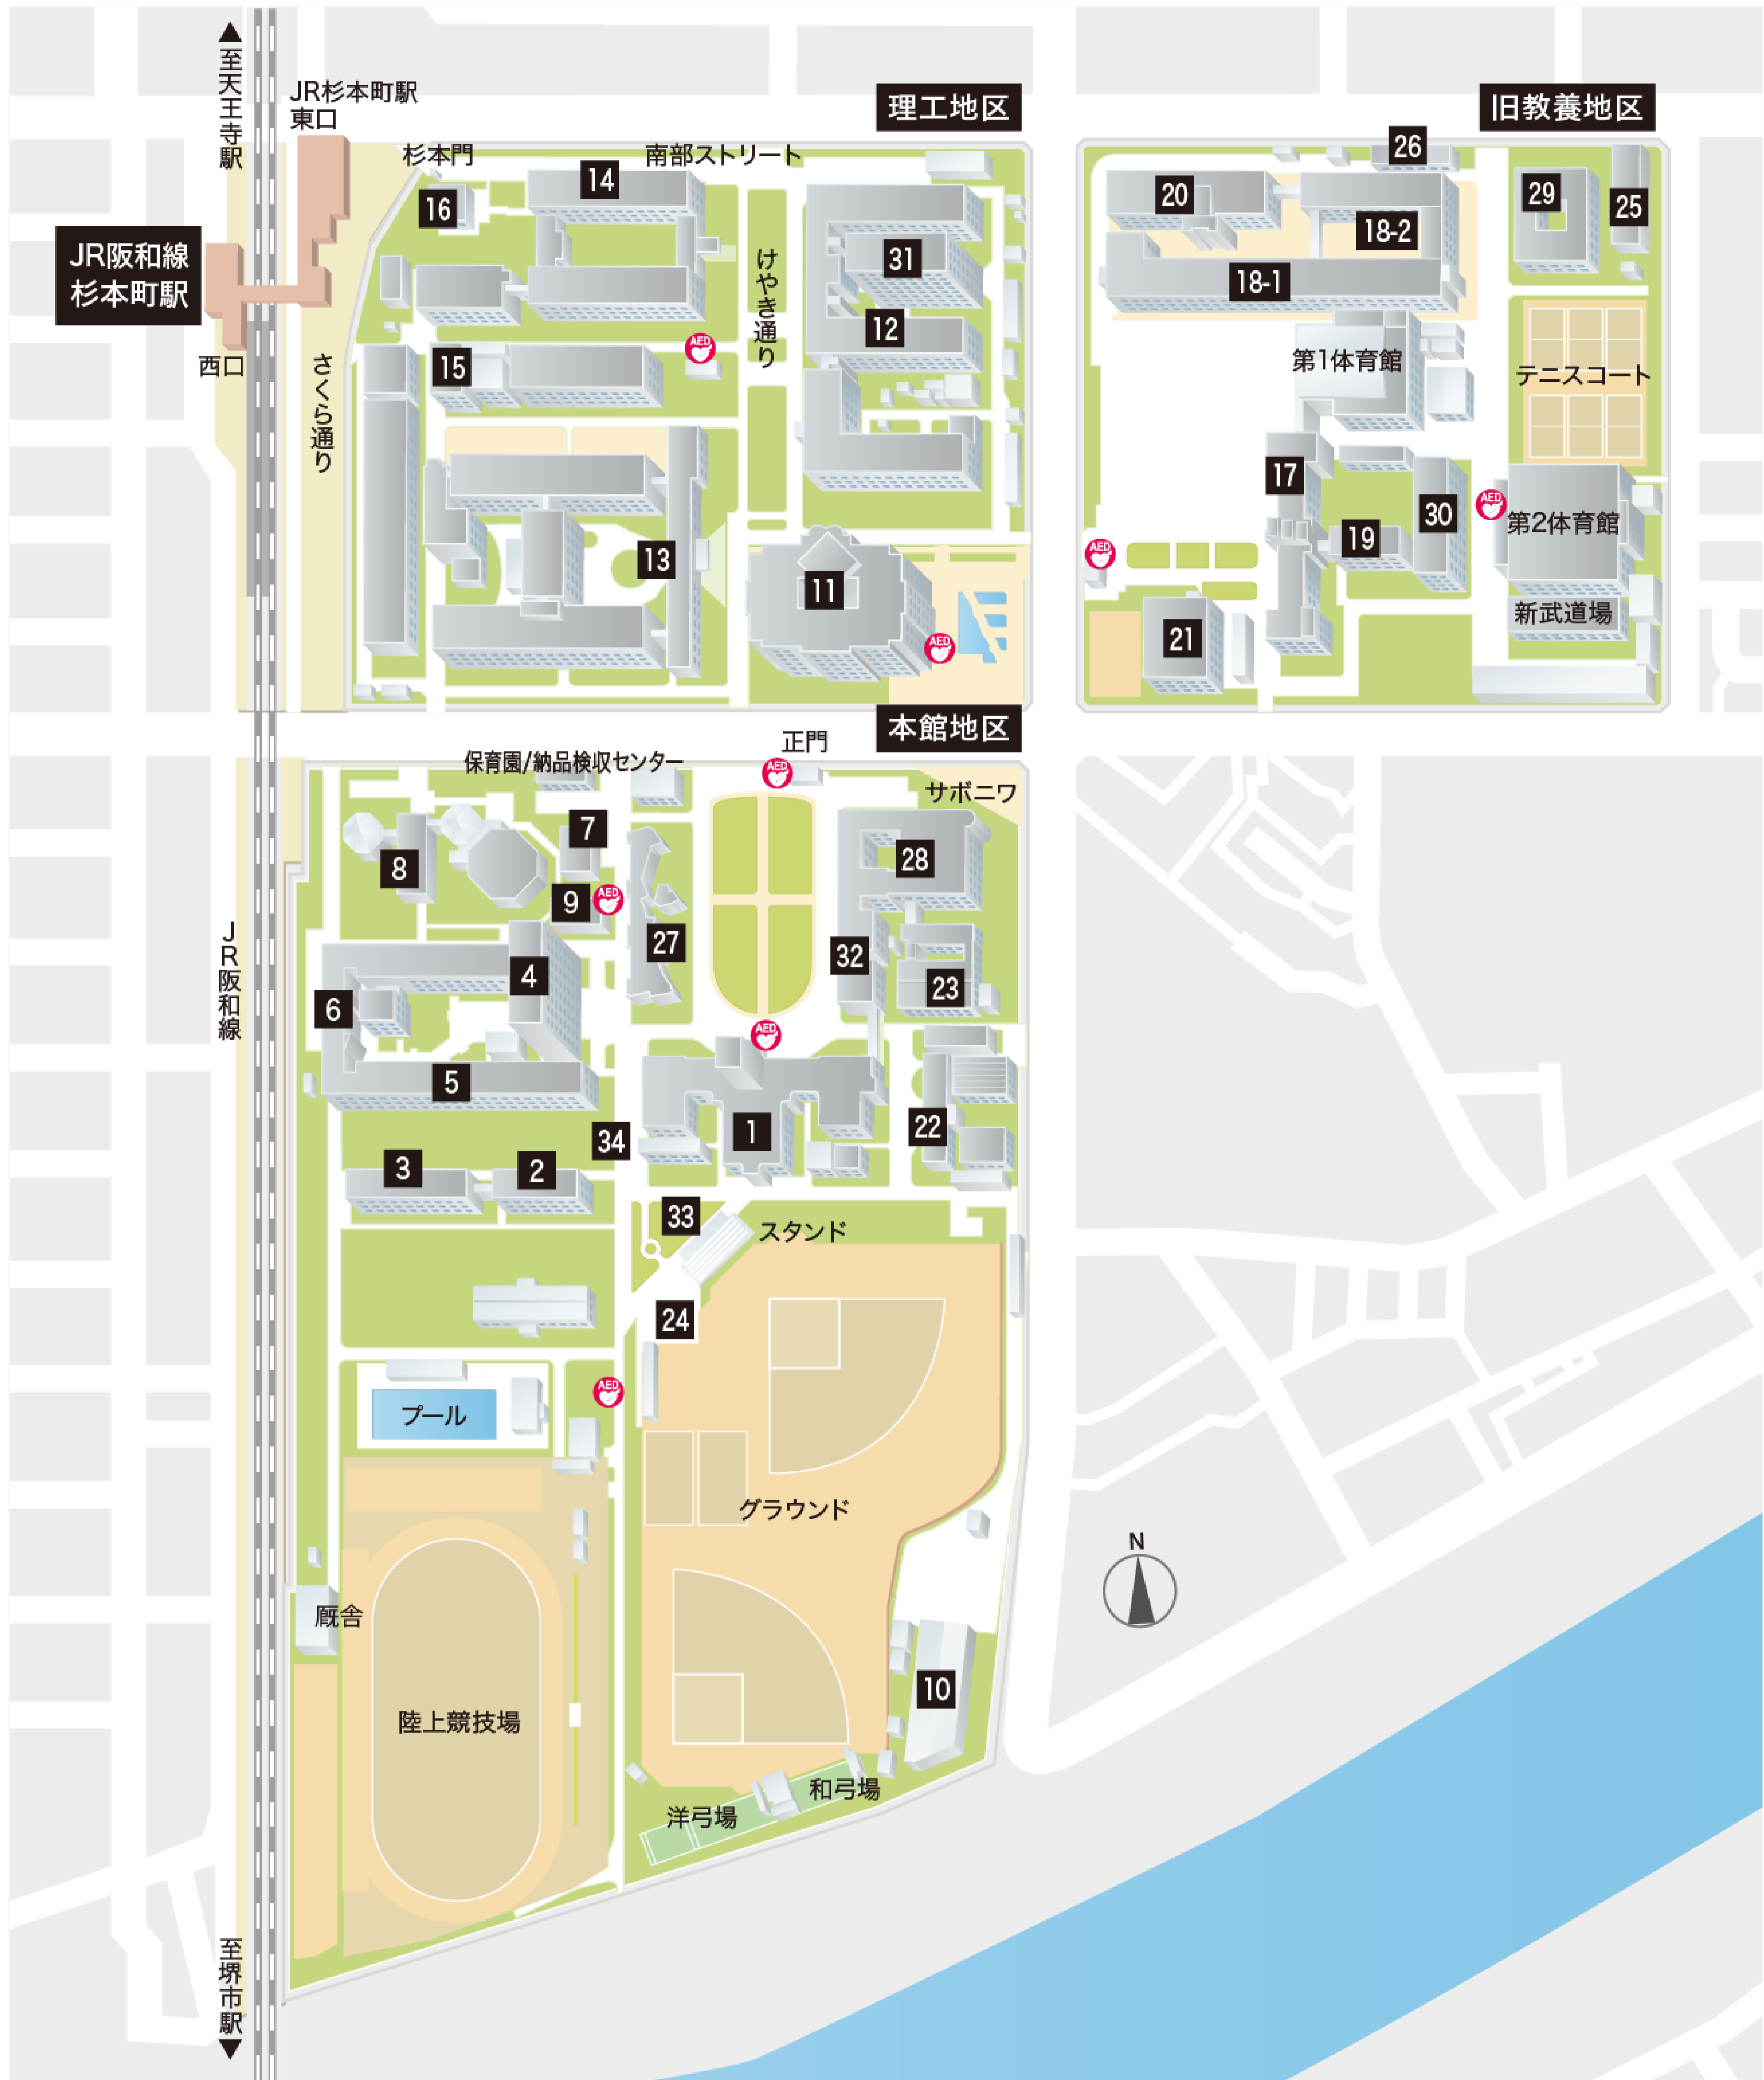 ▲至天王寺駅
JR杉本町駅
東口
理工地区
旧教養地区
杉本門
南部ストリート
14
16
26
20
18-2
29
25
JR阪和線
杉本町駅
西口
さくら通り
けやき通り
31
12
18-1
AED
15
第1体育館
テニスコート
17
30
AED
第2体育館
19
AED
13
11
AED
21
新武道場
本館地区
正門
保育園/納品検収センター
AED
サボニワ
7
8
28
9
AED
27
32
4
23
6
JR阪和線
AED
5
1
22
34
3
2
33
スタンド
24
AED
プール
グラウンド
N
厩舎
10
陸上競技場
和弓場
洋弓場
至堺市駅▼